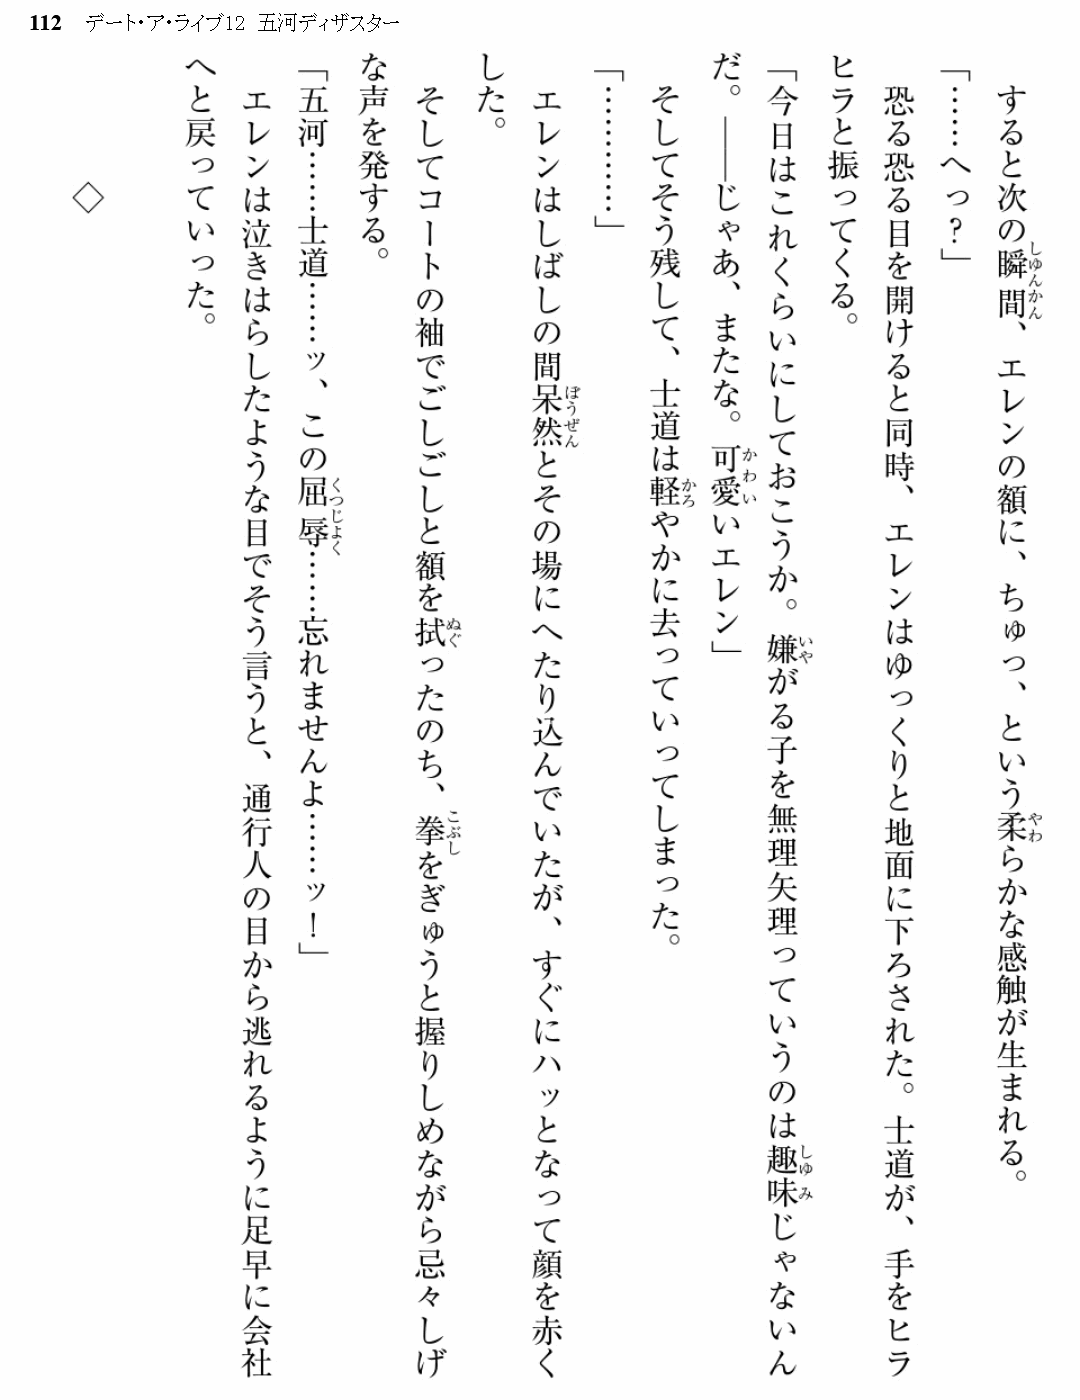 112 デート・ア・ライブ12 五河ディザスター
すると次の瞬間、エレンの額に、ちゅっ、という柔らかな感触が生まれる。
「……へっ？」
恐る恐る目を開けると同時、エレンはゆっくりと地面に下ろされた。士道が、手をヒラ
ヒラと振ってくる。
「今日はこれくらいにしておこうか。嫌がる子を無理矢理っていうのは趣味じゃないん
だ。――じゃあ、またな。可愛いエレン」
そしてそう残して、士道は軽やかに去っていってしまった。
「…………」
エレンはしばしの間呆然とその場にへたり込んでいたが、すぐにハッとなって顔を赤く
した。
そしてコートの袖でごしごしと額を拭ったのち、拳をぎゅうと握りしめながら忌々しげ
な声を発する。
「五河……士道……ッ、この屈辱……忘れませんよ……ッ！」
エレンは泣きはらしたような目でそう言うと、通行人の目から逃れるように足早に会社
へと戻っていった。
◇